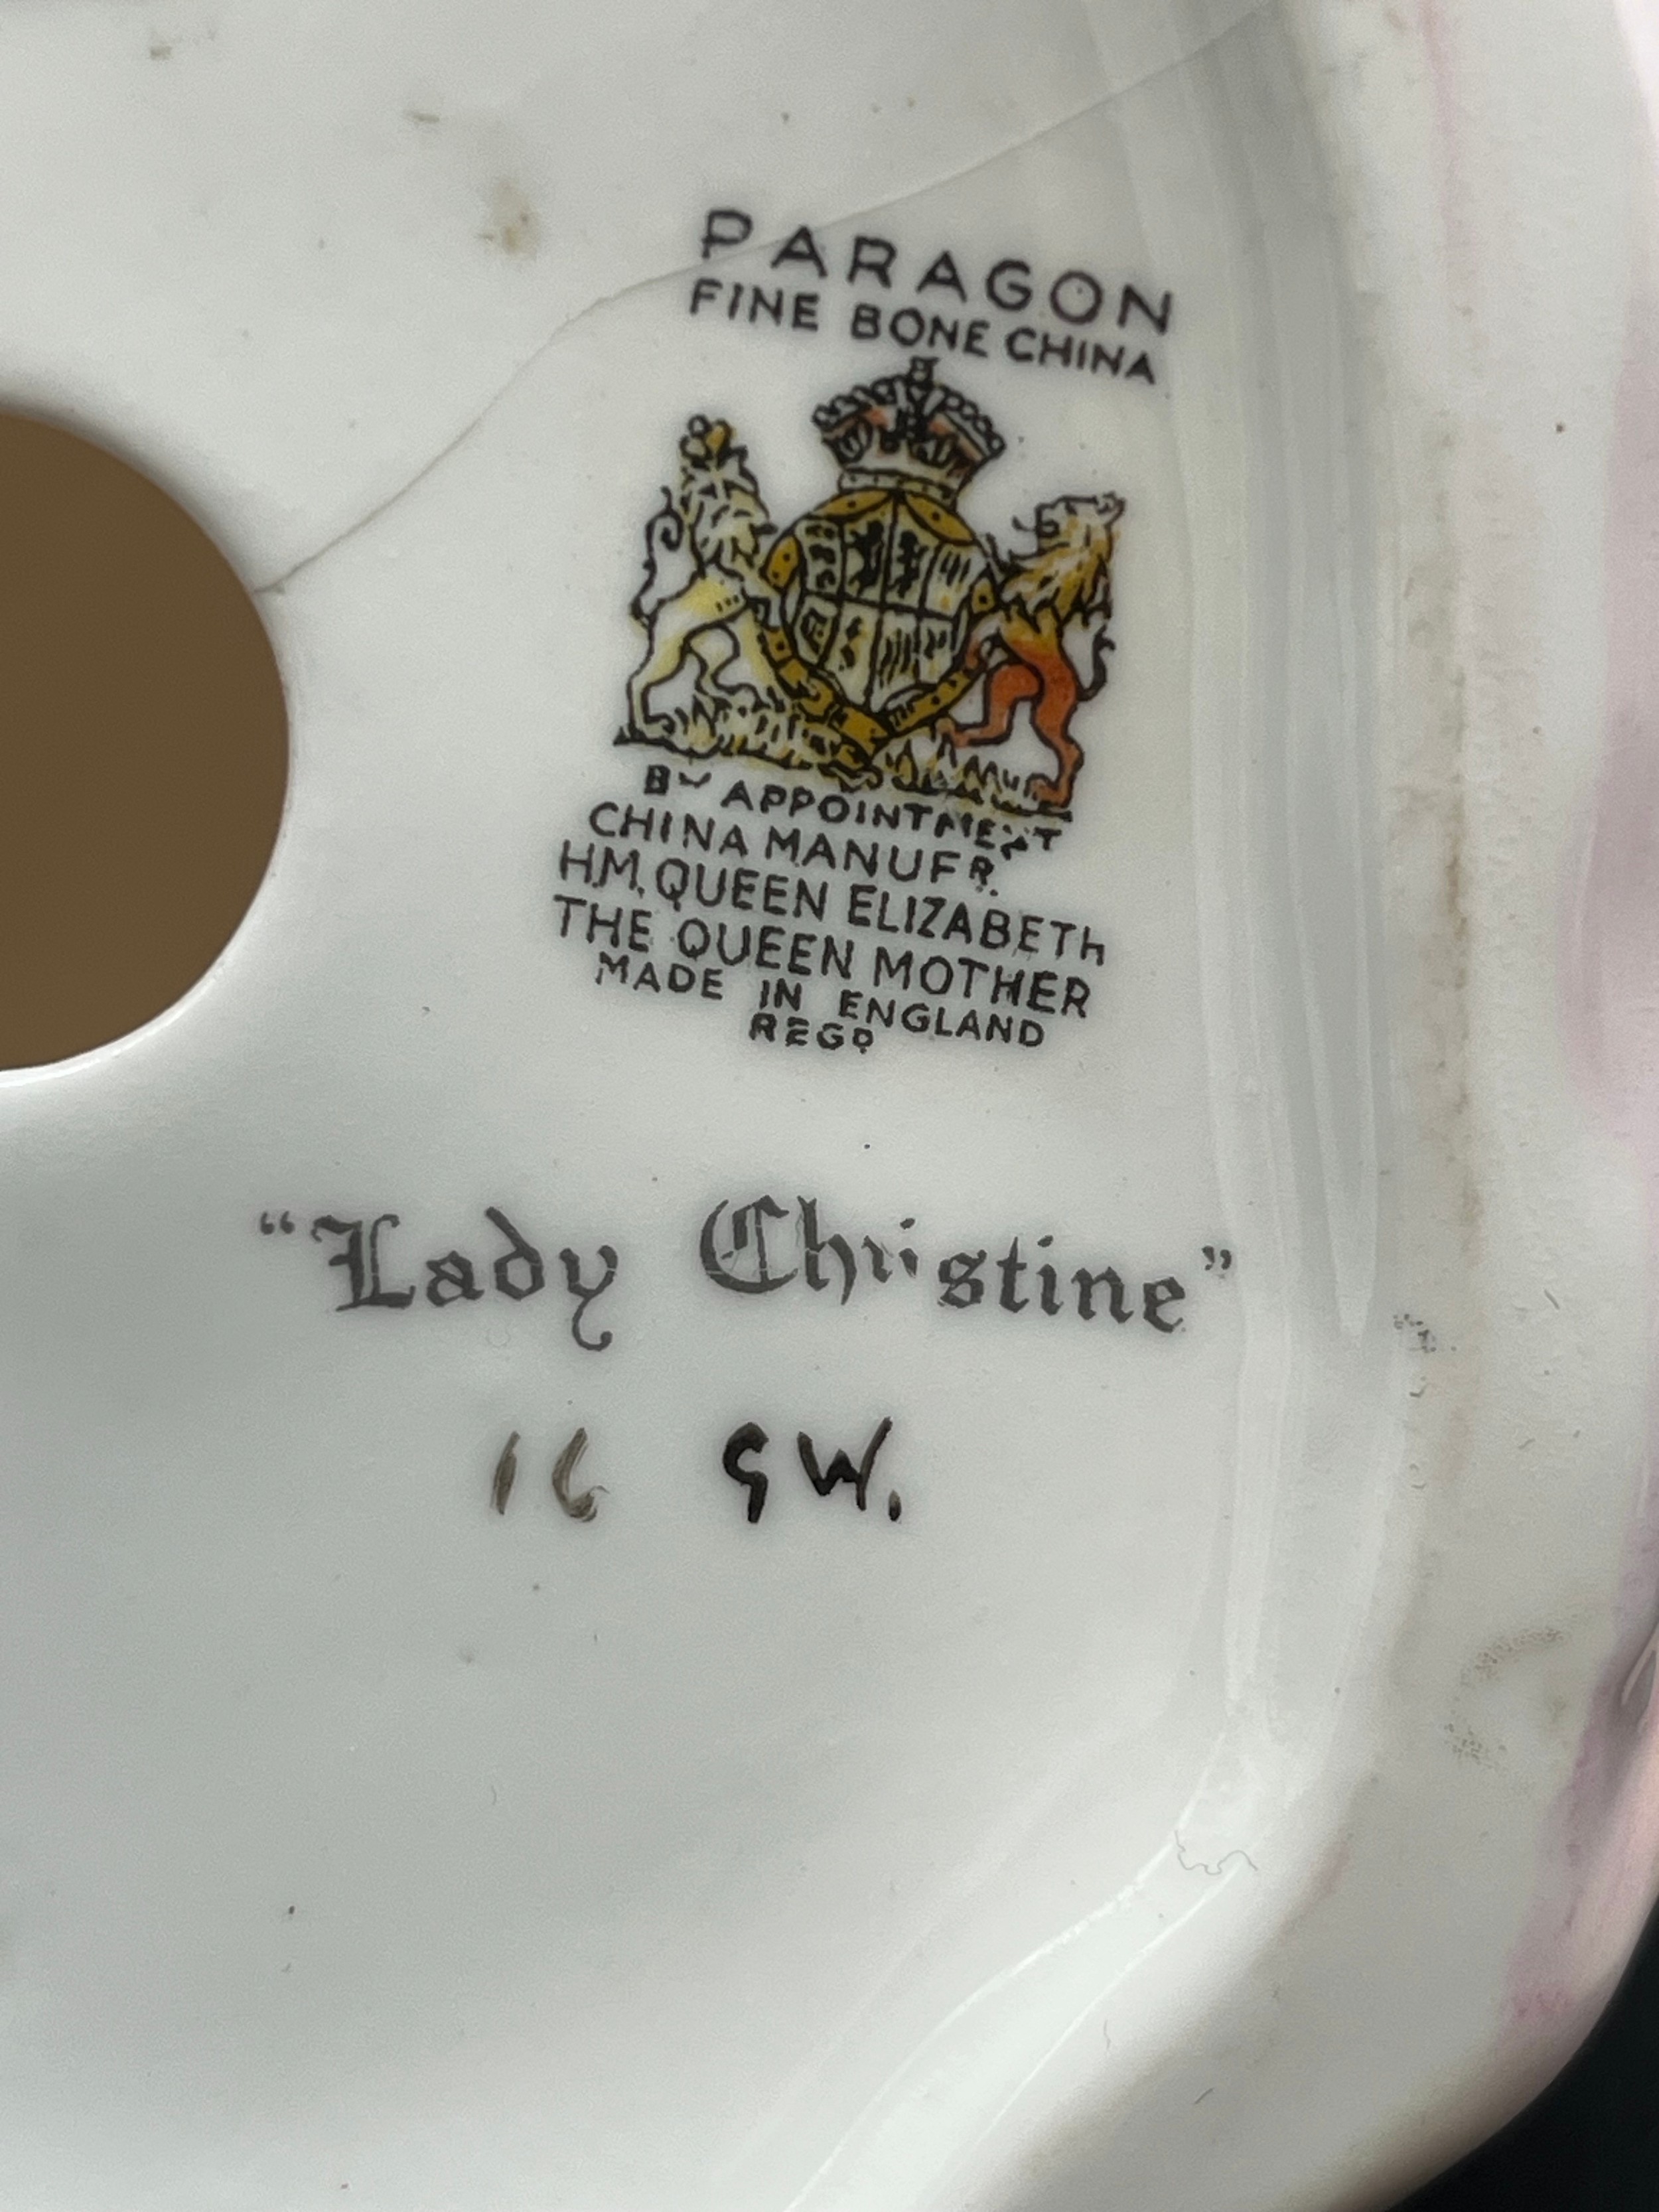 PARAGON
FINE BONE CHINA
BY APPOINTMENT
CHINA MANUFR.
H.M. QUEEN ELIZABETH
THE QUEEN MOTHER
MADE IN ENGLAND
REGD
"Lady Christine"
16 GW.